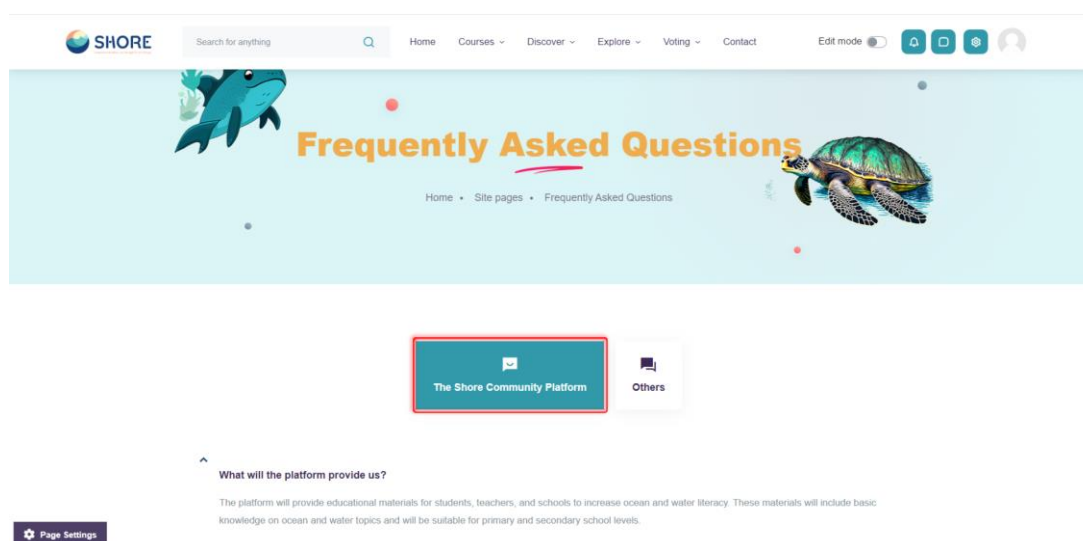 SHORE
Search for anything
Home Courses Discover Explore Voting Contact
Edit mode
Frequently Asked Questions
Home • Site pages • Frequently Asked Questions
The Shore Community Platform
Others
What will the platform provide us?
The platform will provide educational materials for students, teachers, and schools to increase ocean and water literacy. These materials will include basic
knowledge on ocean and water topics and will be suitable for primary and secondary school levels.
Page Settings